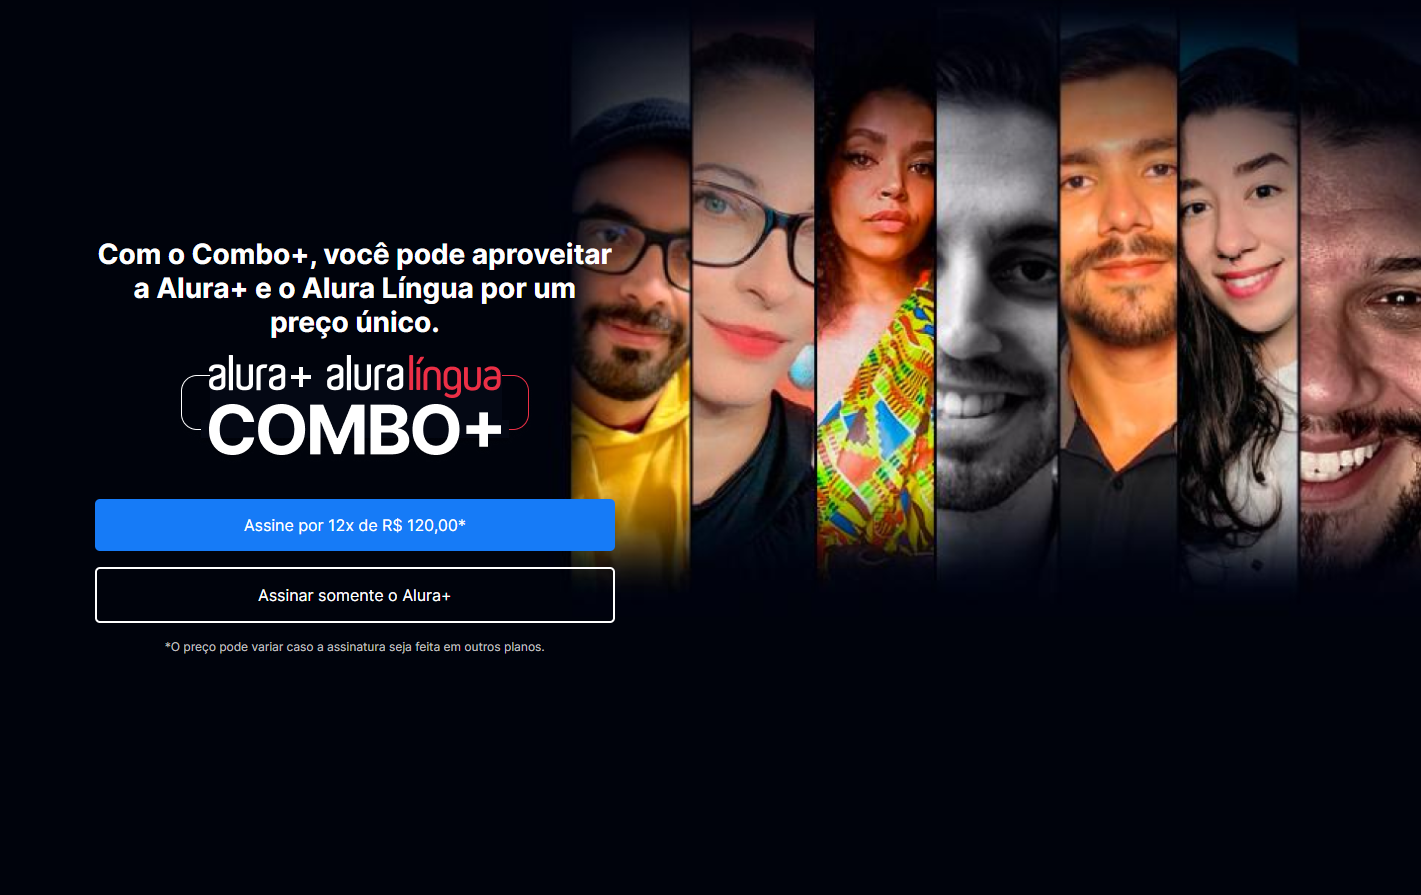 Com o Combo+, você pode aproveitar
a Alura+ e o Alura Língua por um
preço único.
alura+ aluralíngua
COMBO+
Assine por 12x de R$ 120,00*
Assinar somente o Alura+
*O preço pode variar caso a assinatura seja feita em outros planos.